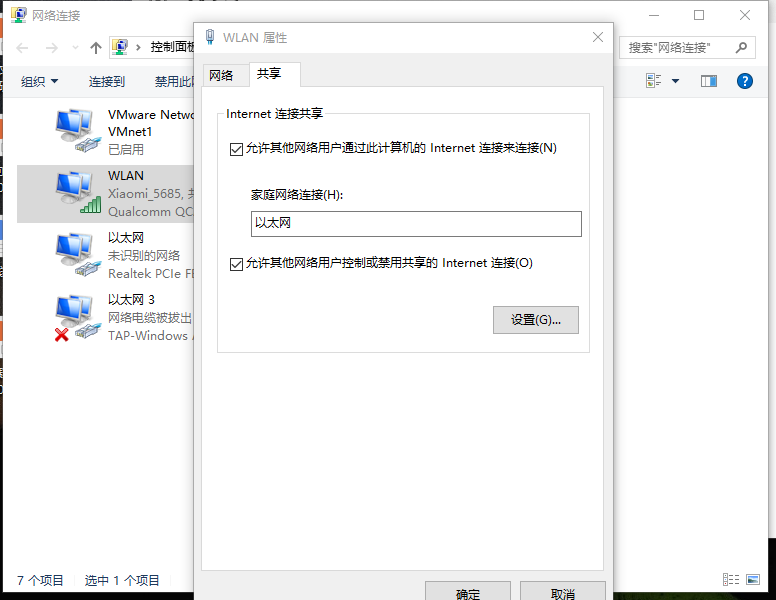 网络连接
控制面板
搜索"网络连接"
组织
连接到
禁用此
VMware Netwo
VMnet1
已启用
WLAN
Xiaomi_5685, 共
Qualcomm QC
以太网
未识别的网络
Realtek PCIe FE
以太网 3
网络电缆被拔出
TAP-Windows A
7 个项目
选中 1 个项目
WLAN 属性
网络
共享
Internet 连接共享
允许其他网络用户通过此计算机的 Internet 连接来连接(N)
家庭网络连接(H):
以太网
允许其他网络用户控制或禁用共享的 Internet 连接(O)
设置(G)...
确定
取消